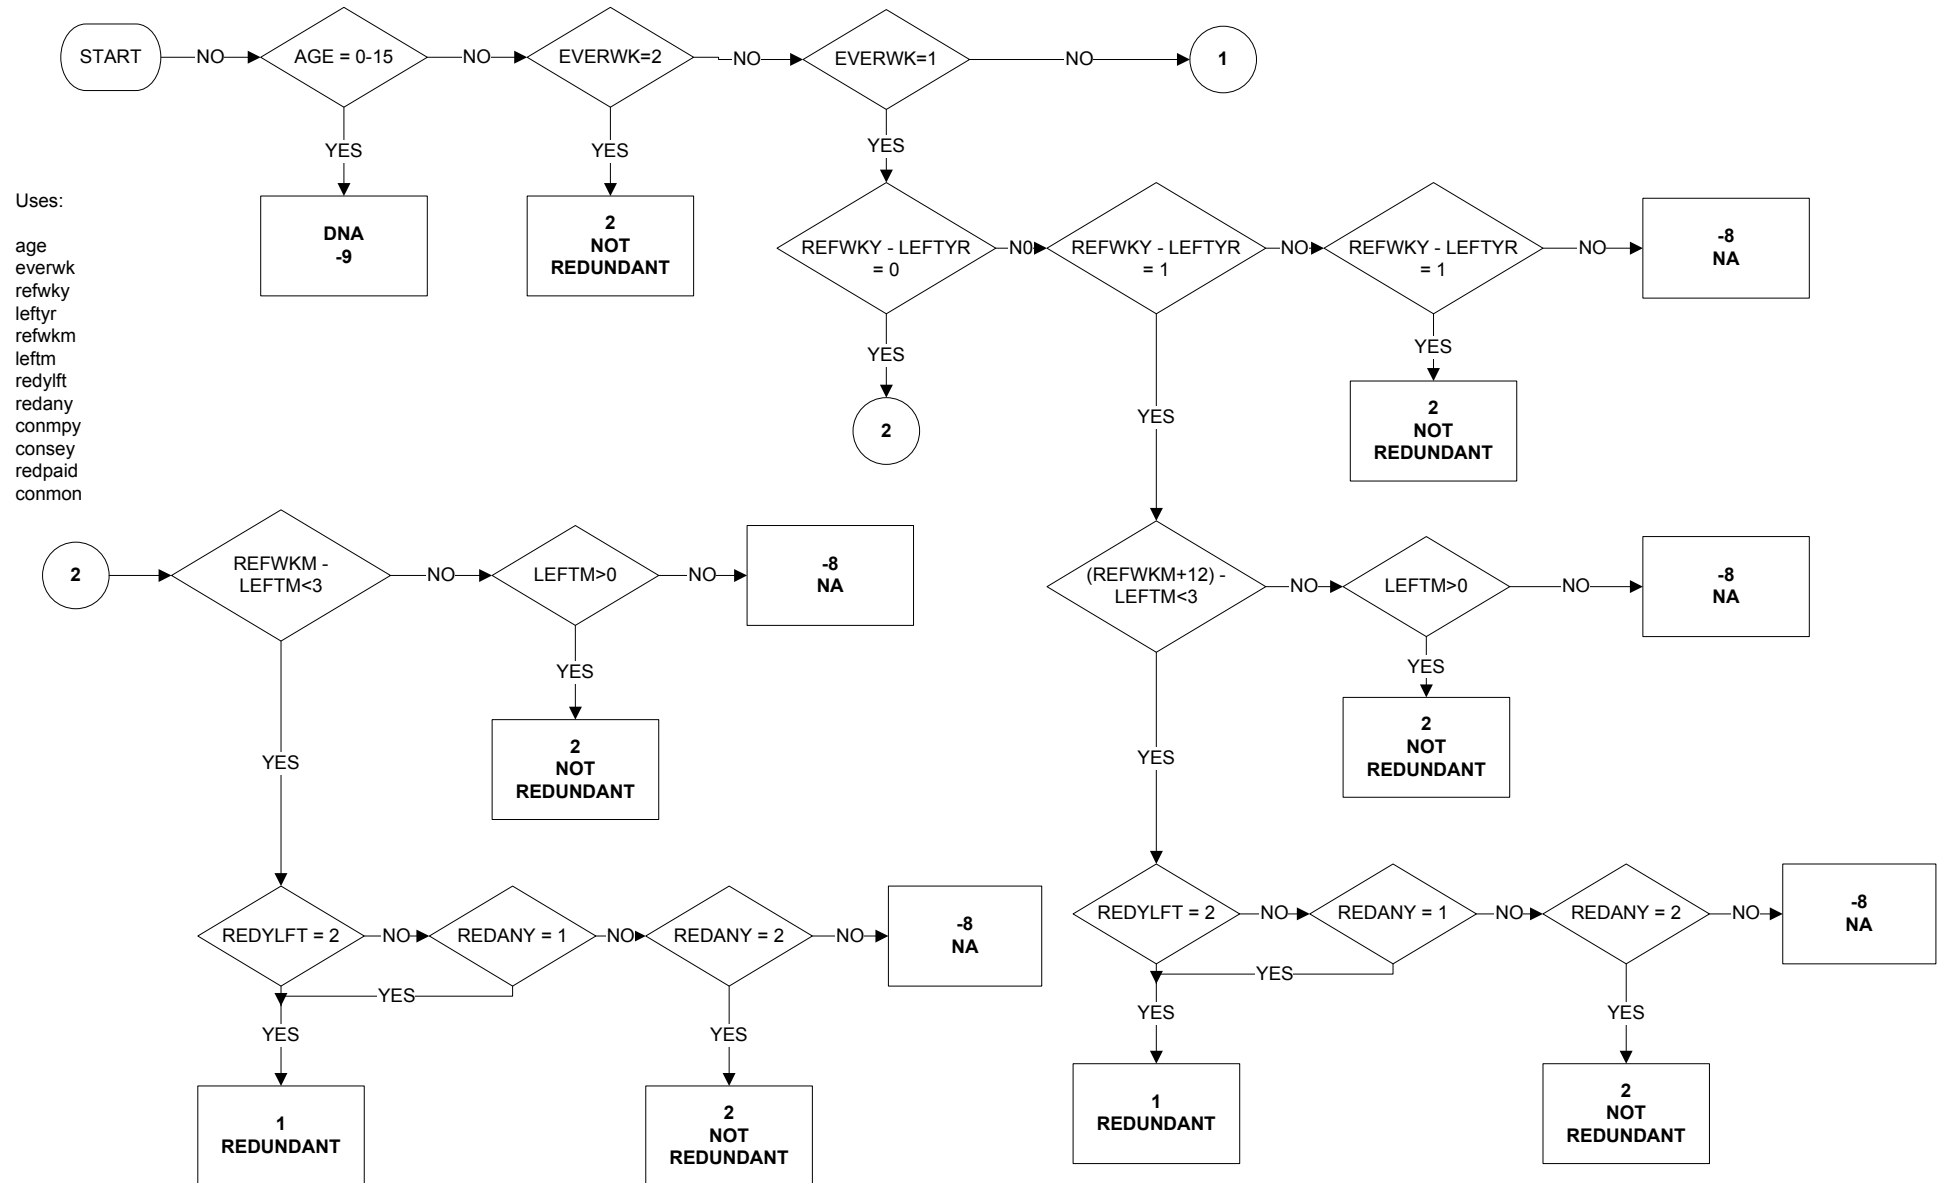 START
NO
AGE = 0-15
NO
EVERWK=2
NO
EVERWK=1
NO
1
YES
YES
YES
Uses:
age
everwk
refwky
leftyr
refwkm
leftm
redylft
redany
conmpy
consey
redpaid
conmon
DNA
-9
2
NOT
REDUNDANT
REFWKY - LEFTYR
= 0
N0
REFWKY - LEFTYR
= 1
NO
REFWKY - LEFTYR
= 1
NO
-8
NA
YES
YES
YES
2
2
NOT
REDUNDANT
2
REFWKM -
LEFTM<3
NO
LEFTM>0
NO
-8
NA
(REFWKM+12) -
LEFTM<3
NO
LEFTM>0
NO
-8
NA
YES
YES
YES
YES
2
NOT
REDUNDANT
2
NOT
REDUNDANT
REDYLFT = 2
NO
REDANY = 1
NO
REDANY = 2
NO
-8
NA
YES
YES
YES
1
REDUNDANT
2
NOT
REDUNDANT
REDYLFT = 2
NO
REDANY = 1
NO
REDANY = 2
NO
-8
NA
YES
YES
YES
1
REDUNDANT
2
NOT
REDUNDANT